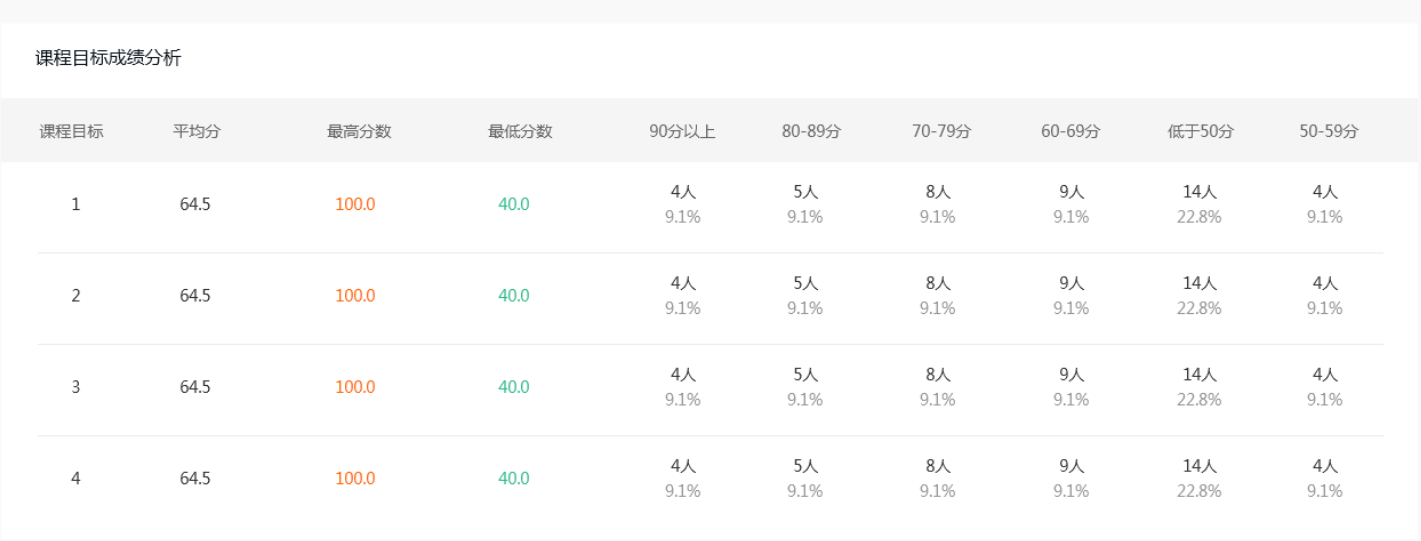 课程目标成绩分析
课程目标 平均分 最高分数 最低分数 90分以上 80-89分 70-79分 60-69分 低于50分 50-59分
4人 5人 8人 9人 14人 4人
1 64.5 100.0 40.0
9.1% 9.1% 9.1% 9.1% 22.8% 9.1%
4人 5人 8人 9人 14人 4人
2 64.5 100.0 40.0
9.1% 9.1% 9.1% 9.1% 22.8% 9.1%
4人 5人 8人 9人 14人 4人
3 64.5 100.0 40.0
9.1% 9.1% 9.1% 9.1% 22.8% 9.1%
4人 5人 8人 9人 14人 4人
4 64.5 100.0 40.0
9.1% 9.1% 9.1% 9.1% 22.8% 9.1%